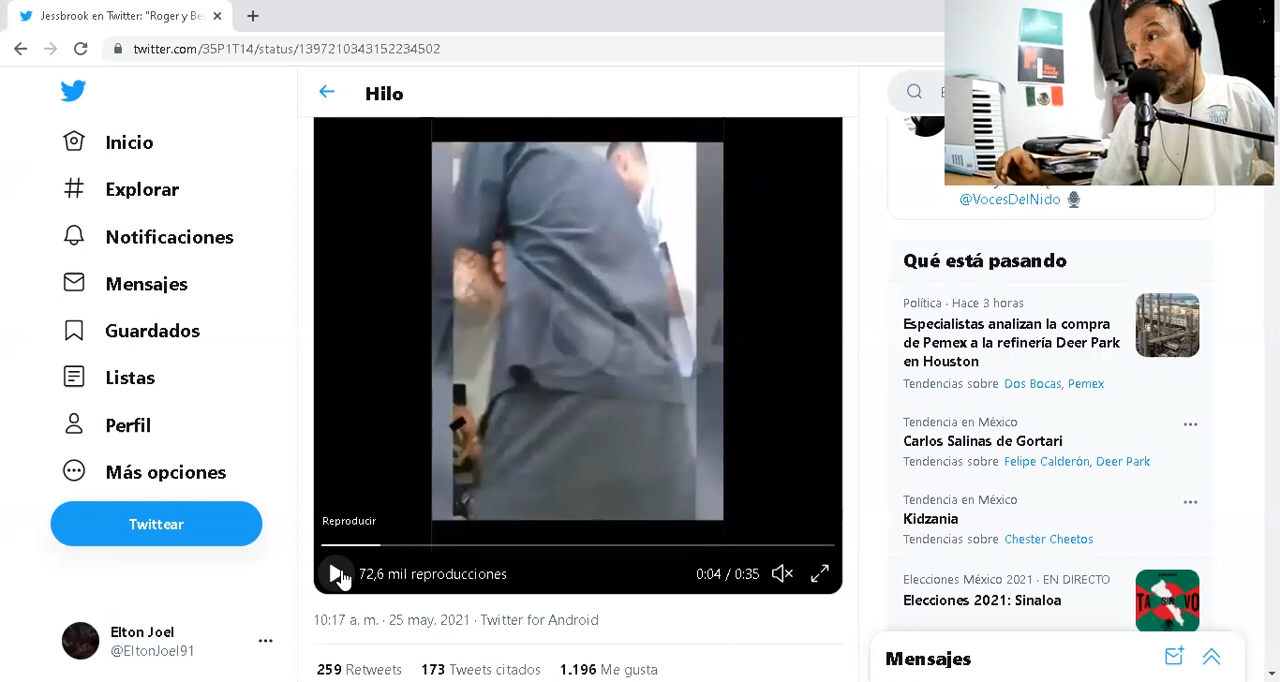 Jessbrook en Twitter: "Roger y Be
twitter.com/35P1T14/status/1397210343152234502
Inicio
Explorar
Notificaciones
Mensajes
Guardados
Listas
Perfil
Más opciones
Twittear
Elton Joel
@EltonJoel91
Hilo
Reproducir
72,6 mil reproducciones
0:04 / 0:35
10:17 a. m. · 25 may. 2021 · Twitter for Android
259 Retweets 173 Tweets citados 1.196 Me gusta
@VocesDelNido
Qué está pasando
Política · Hace 3 horas
Especialistas analizan la compra
de Pemex a la refinería Deer Park
en Houston
Tendencias sobre Dos Bocas, Pemex
Tendencia en México
Carlos Salinas de Gortari
Tendencias sobre Felipe Calderón, Deer Park
Tendencia en México
Kidzania
Tendencias sobre Chester Cheetos
Elecciones México 2021 · EN DIRECTO
Elecciones 2021: Sinaloa
Mensajes